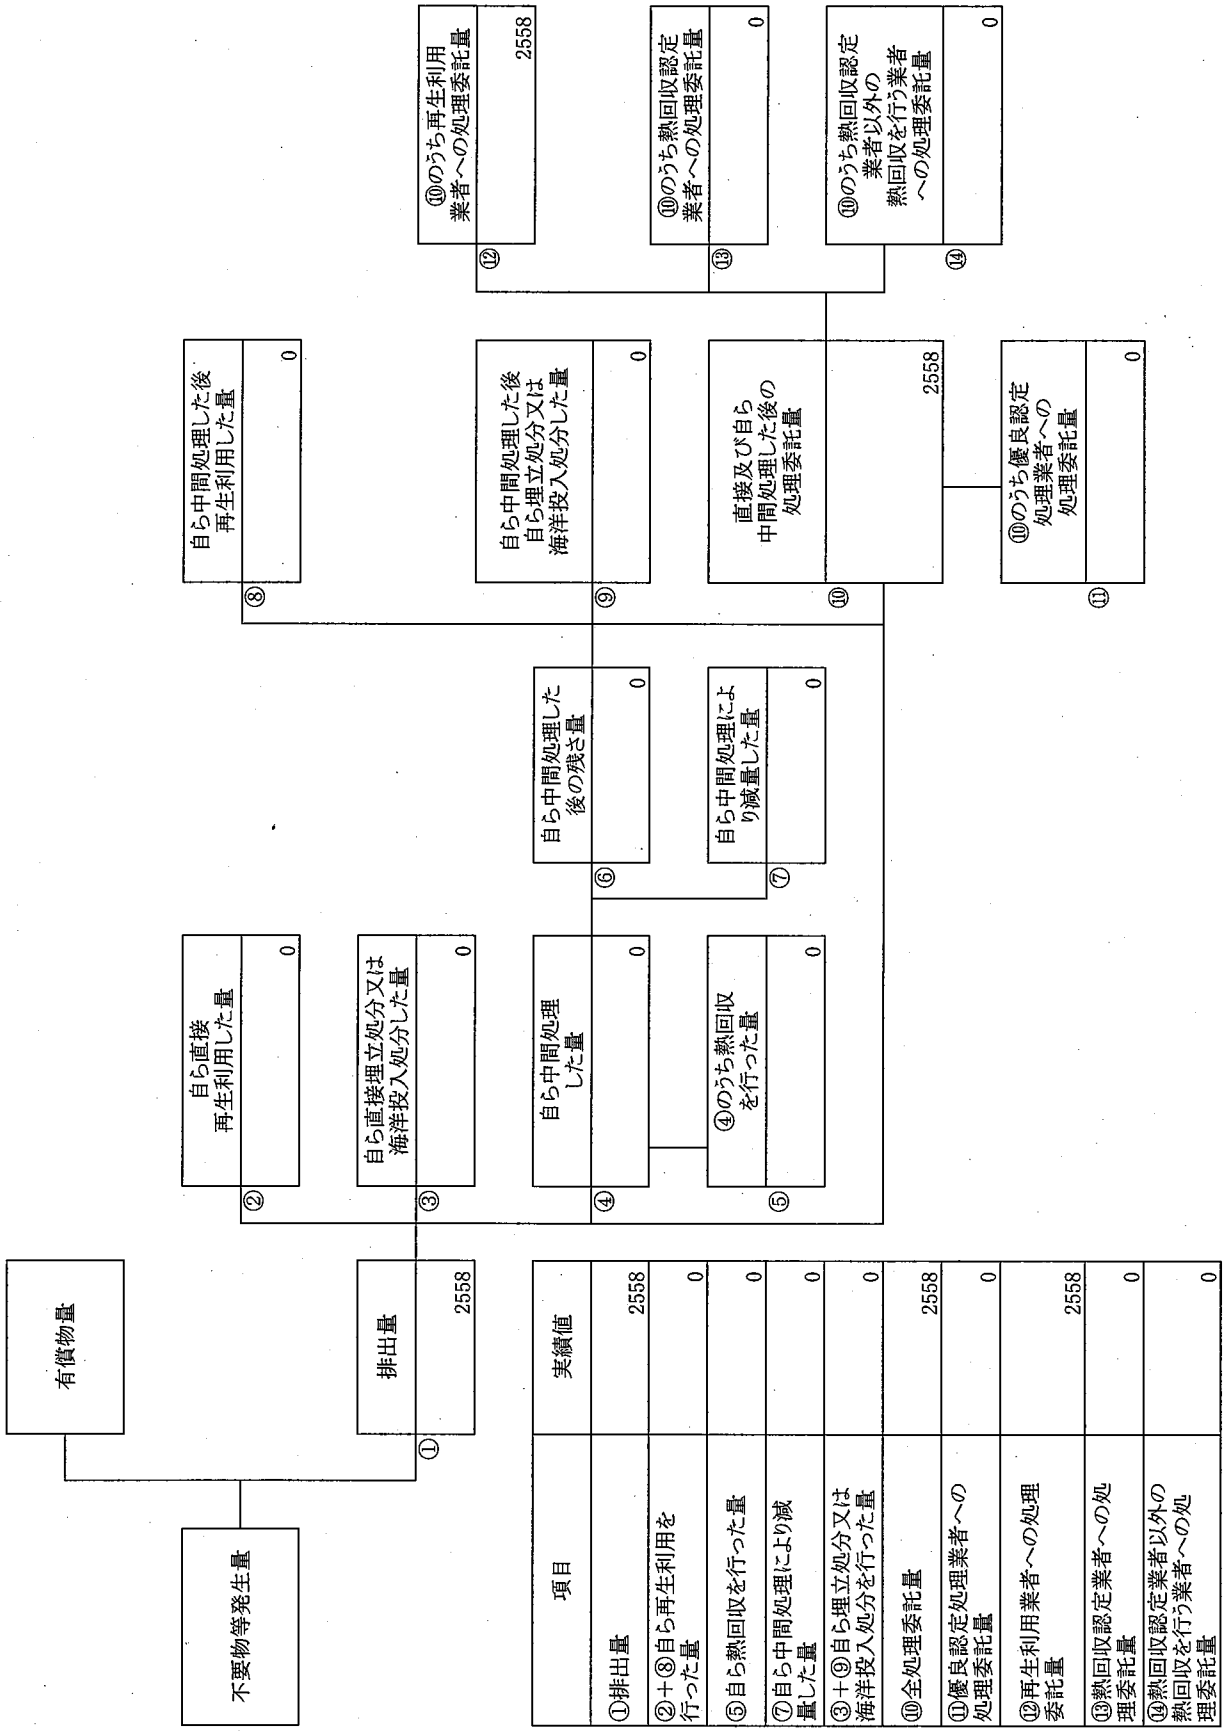 不要物等発生量
有償物量
①
排出量
2558
②
自ら直接
再生利用した量
0
③
自ら直接埋立処分又は
海洋投入処分した量
0
④
自ら中間処理
した量
0
⑤
④のうち熱回収
を行った量
0
⑥
自ら中間処理した
後の残さ量
0
⑦
自ら中間処理によ
り減量した量
0
⑧
自ら中間処理した後
再生利用した量
0
⑨
自ら中間処理した後
自ら埋立処分又は
海洋投入処分した量
0
⑩
直接及び自ら
中間処理した後の
処理委託量
2558
⑪
⑩のうち優良認定
処理業者への
処理委託量
0
⑫
⑩のうち再生利用
業者への処理委託量
2558
⑬
⑩のうち熱回収認定
業者への処理委託量
0
⑭
⑩のうち熱回収認定
業者以外の
熱回収を行う業者
への処理委託量
0
項目 実績値
①排出量 2558
②+⑧自ら再生利用を
行った量 0
⑤自ら熱回収を行った量 0
⑦自ら中間処理により減
量した量 0
③+⑨自ら埋立処分又は
海洋投入処分を行った量 0
⑩全処理委託量 2558
⑪優良認定処理業者への
処理委託量 0
⑫再生利用業者への処理
委託量 2558
⑬熱回収認定業者への処
理委託量 0
⑭熱回収認定業者以外の
熱回収を行う業者への処
理委託量 0